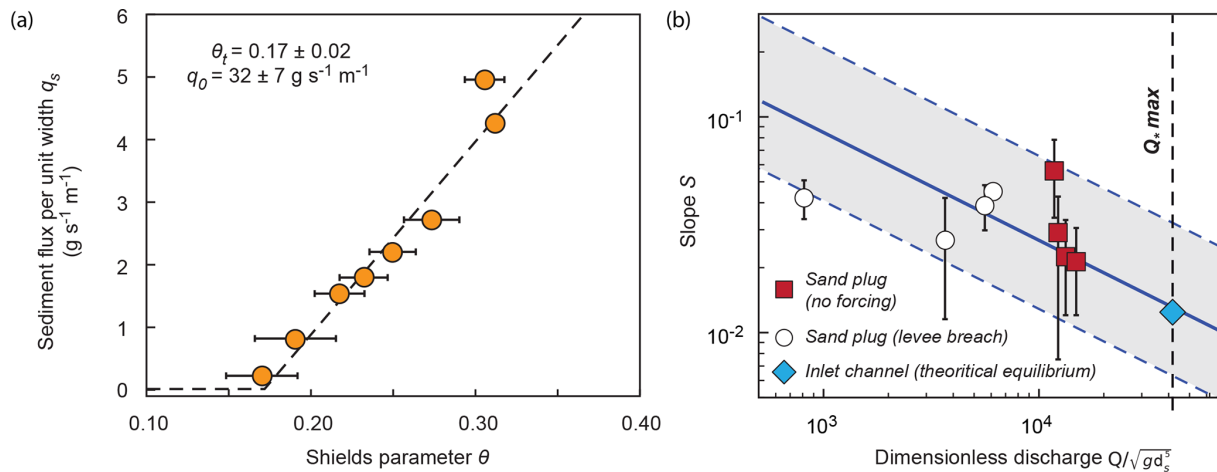 (a)
Sediment flux per unit width qₛ
(g s⁻¹ m⁻¹)
6
5
4
3
2
1
0
θₜ = 0.17 ± 0.02
q₀ = 32 ± 7 g s⁻¹ m⁻¹
0.10
0.20
0.30
0.40
Shields parameter θ
(b)
Slope S
10⁻¹
10⁻²
Q* max
Sand plug
(no forcing)
Sand plug (levee breach)
Inlet channel (theoritical equilibrium)
10³
10⁴
Dimensionless discharge Q/√gdₛ⁵